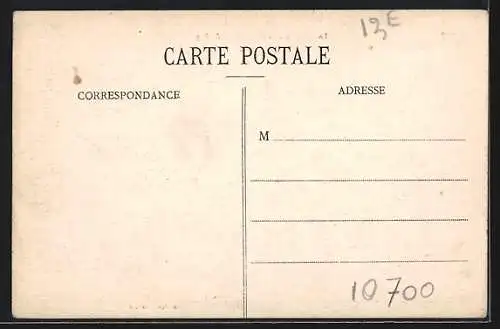 13E
CARTE POSTALE
CORRESPONDANCE
ADRESSE
M
10700